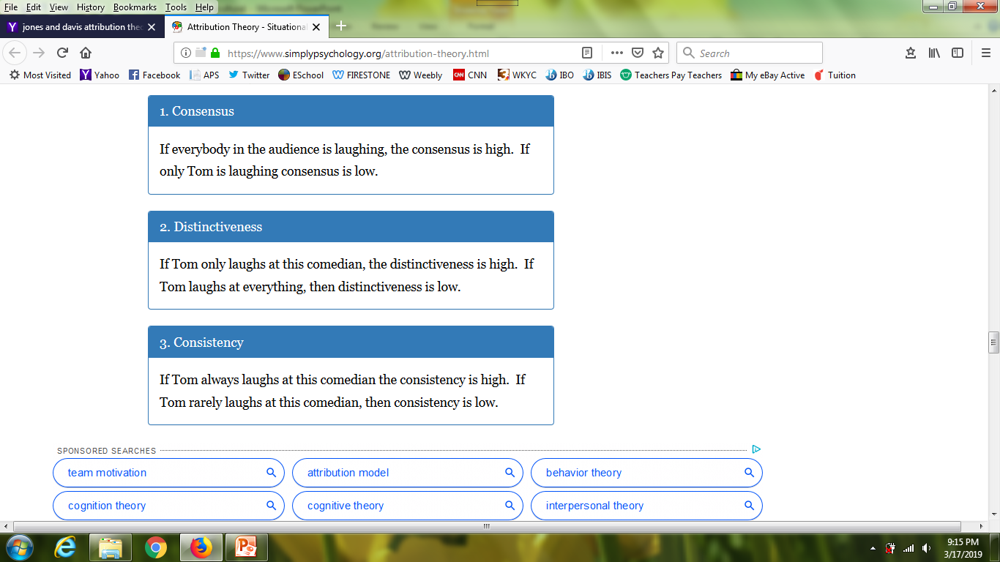 File Edit View History Bookmarks Tools Help
jones and davis attribution theo
Attribution Theory - Situational
https://www.simplypsychology.org/attribution-theory.html
Search
Most Visited Yahoo Facebook APS Twitter ESchool FIRESTONE Weebly CNN WKYC IBO IBIS Teachers Pay Teachers My eBay Active Tuition
1. Consensus
If everybody in the audience is laughing, the consensus is high. If
only Tom is laughing consensus is low.
2. Distinctiveness
If Tom only laughs at this comedian, the distinctiveness is high. If
Tom laughs at everything, then distinctiveness is low.
3. Consistency
If Tom always laughs at this comedian the consistency is high. If
Tom rarely laughs at this comedian, then consistency is low.
SPONSORED SEARCHES
team motivation attribution model behavior theory
cognition theory cognitive theory interpersonal theory
9:15 PM
3/17/2019